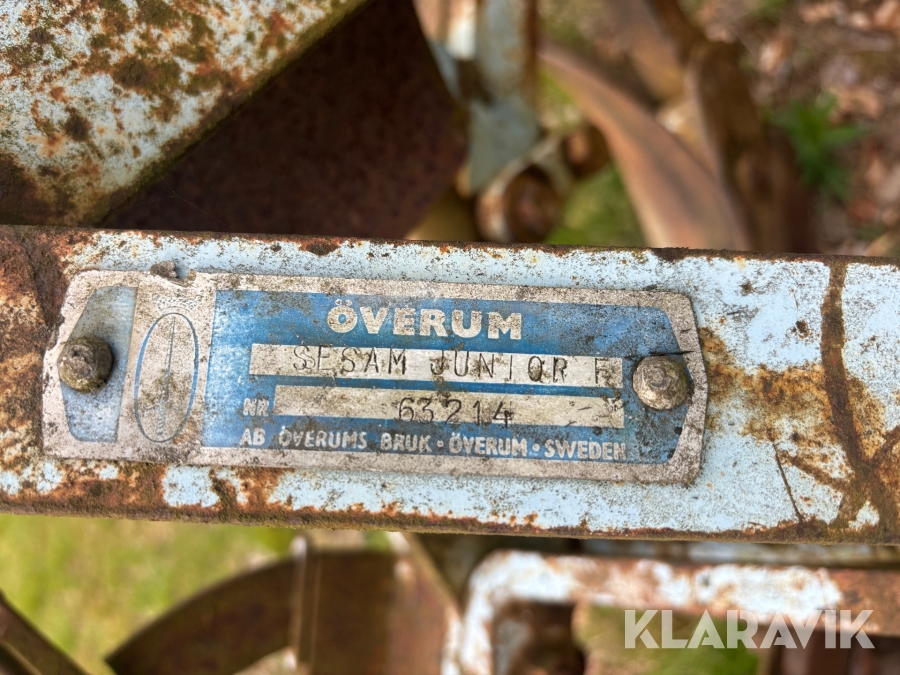 ÖVERUM
SESAM JUNIOR F
NR 63214
AB ÖVERUMS BRUK • ÖVERUM • SWEDEN
KLARAVIK